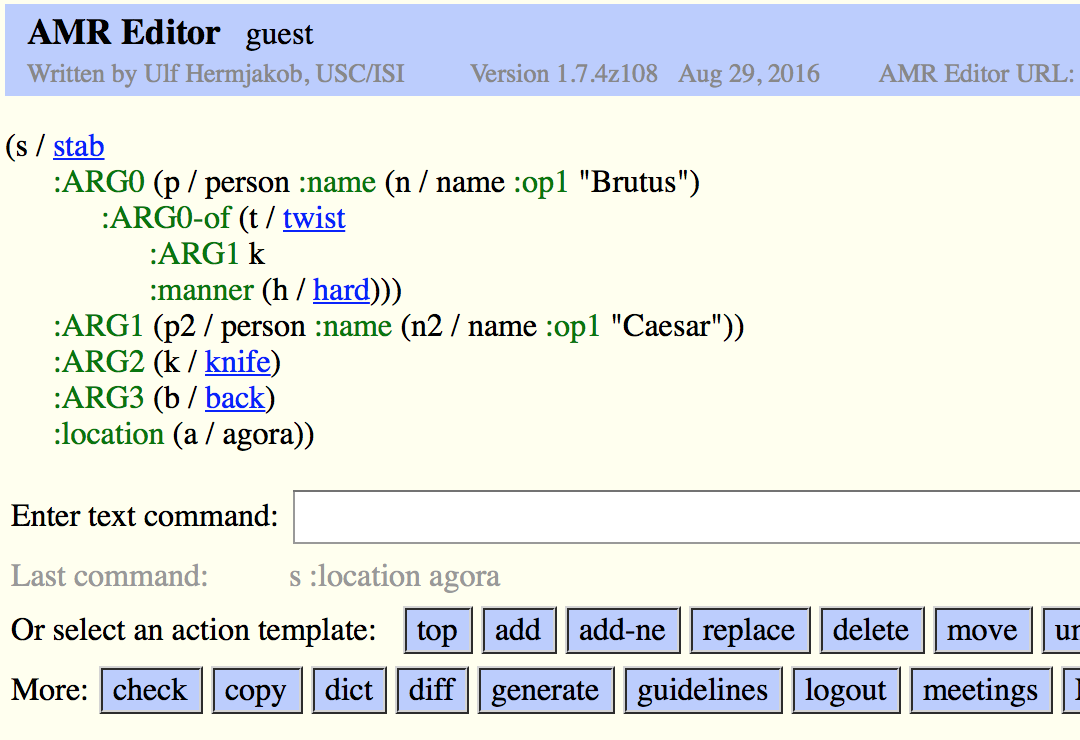 AMR Editor guest
Written by Ulf Hermjakob, USC/ISI Version 1.7.4z108 Aug 29, 2016 AMR Editor URL:
(s / stab
:ARG0 (p / person :name (n / name :op1 "Brutus")
:ARG0-of (t / twist
:ARG1 k
:manner (h / hard)))
:ARG1 (p2 / person :name (n2 / name :op1 "Caesar"))
:ARG2 (k / knife)
:ARG3 (b / back)
:location (a / agora))
Enter text command:
Last command: s :location agora
Or select an action template: top add add-ne replace delete move
More: check copy dict diff generate guidelines logout meetings